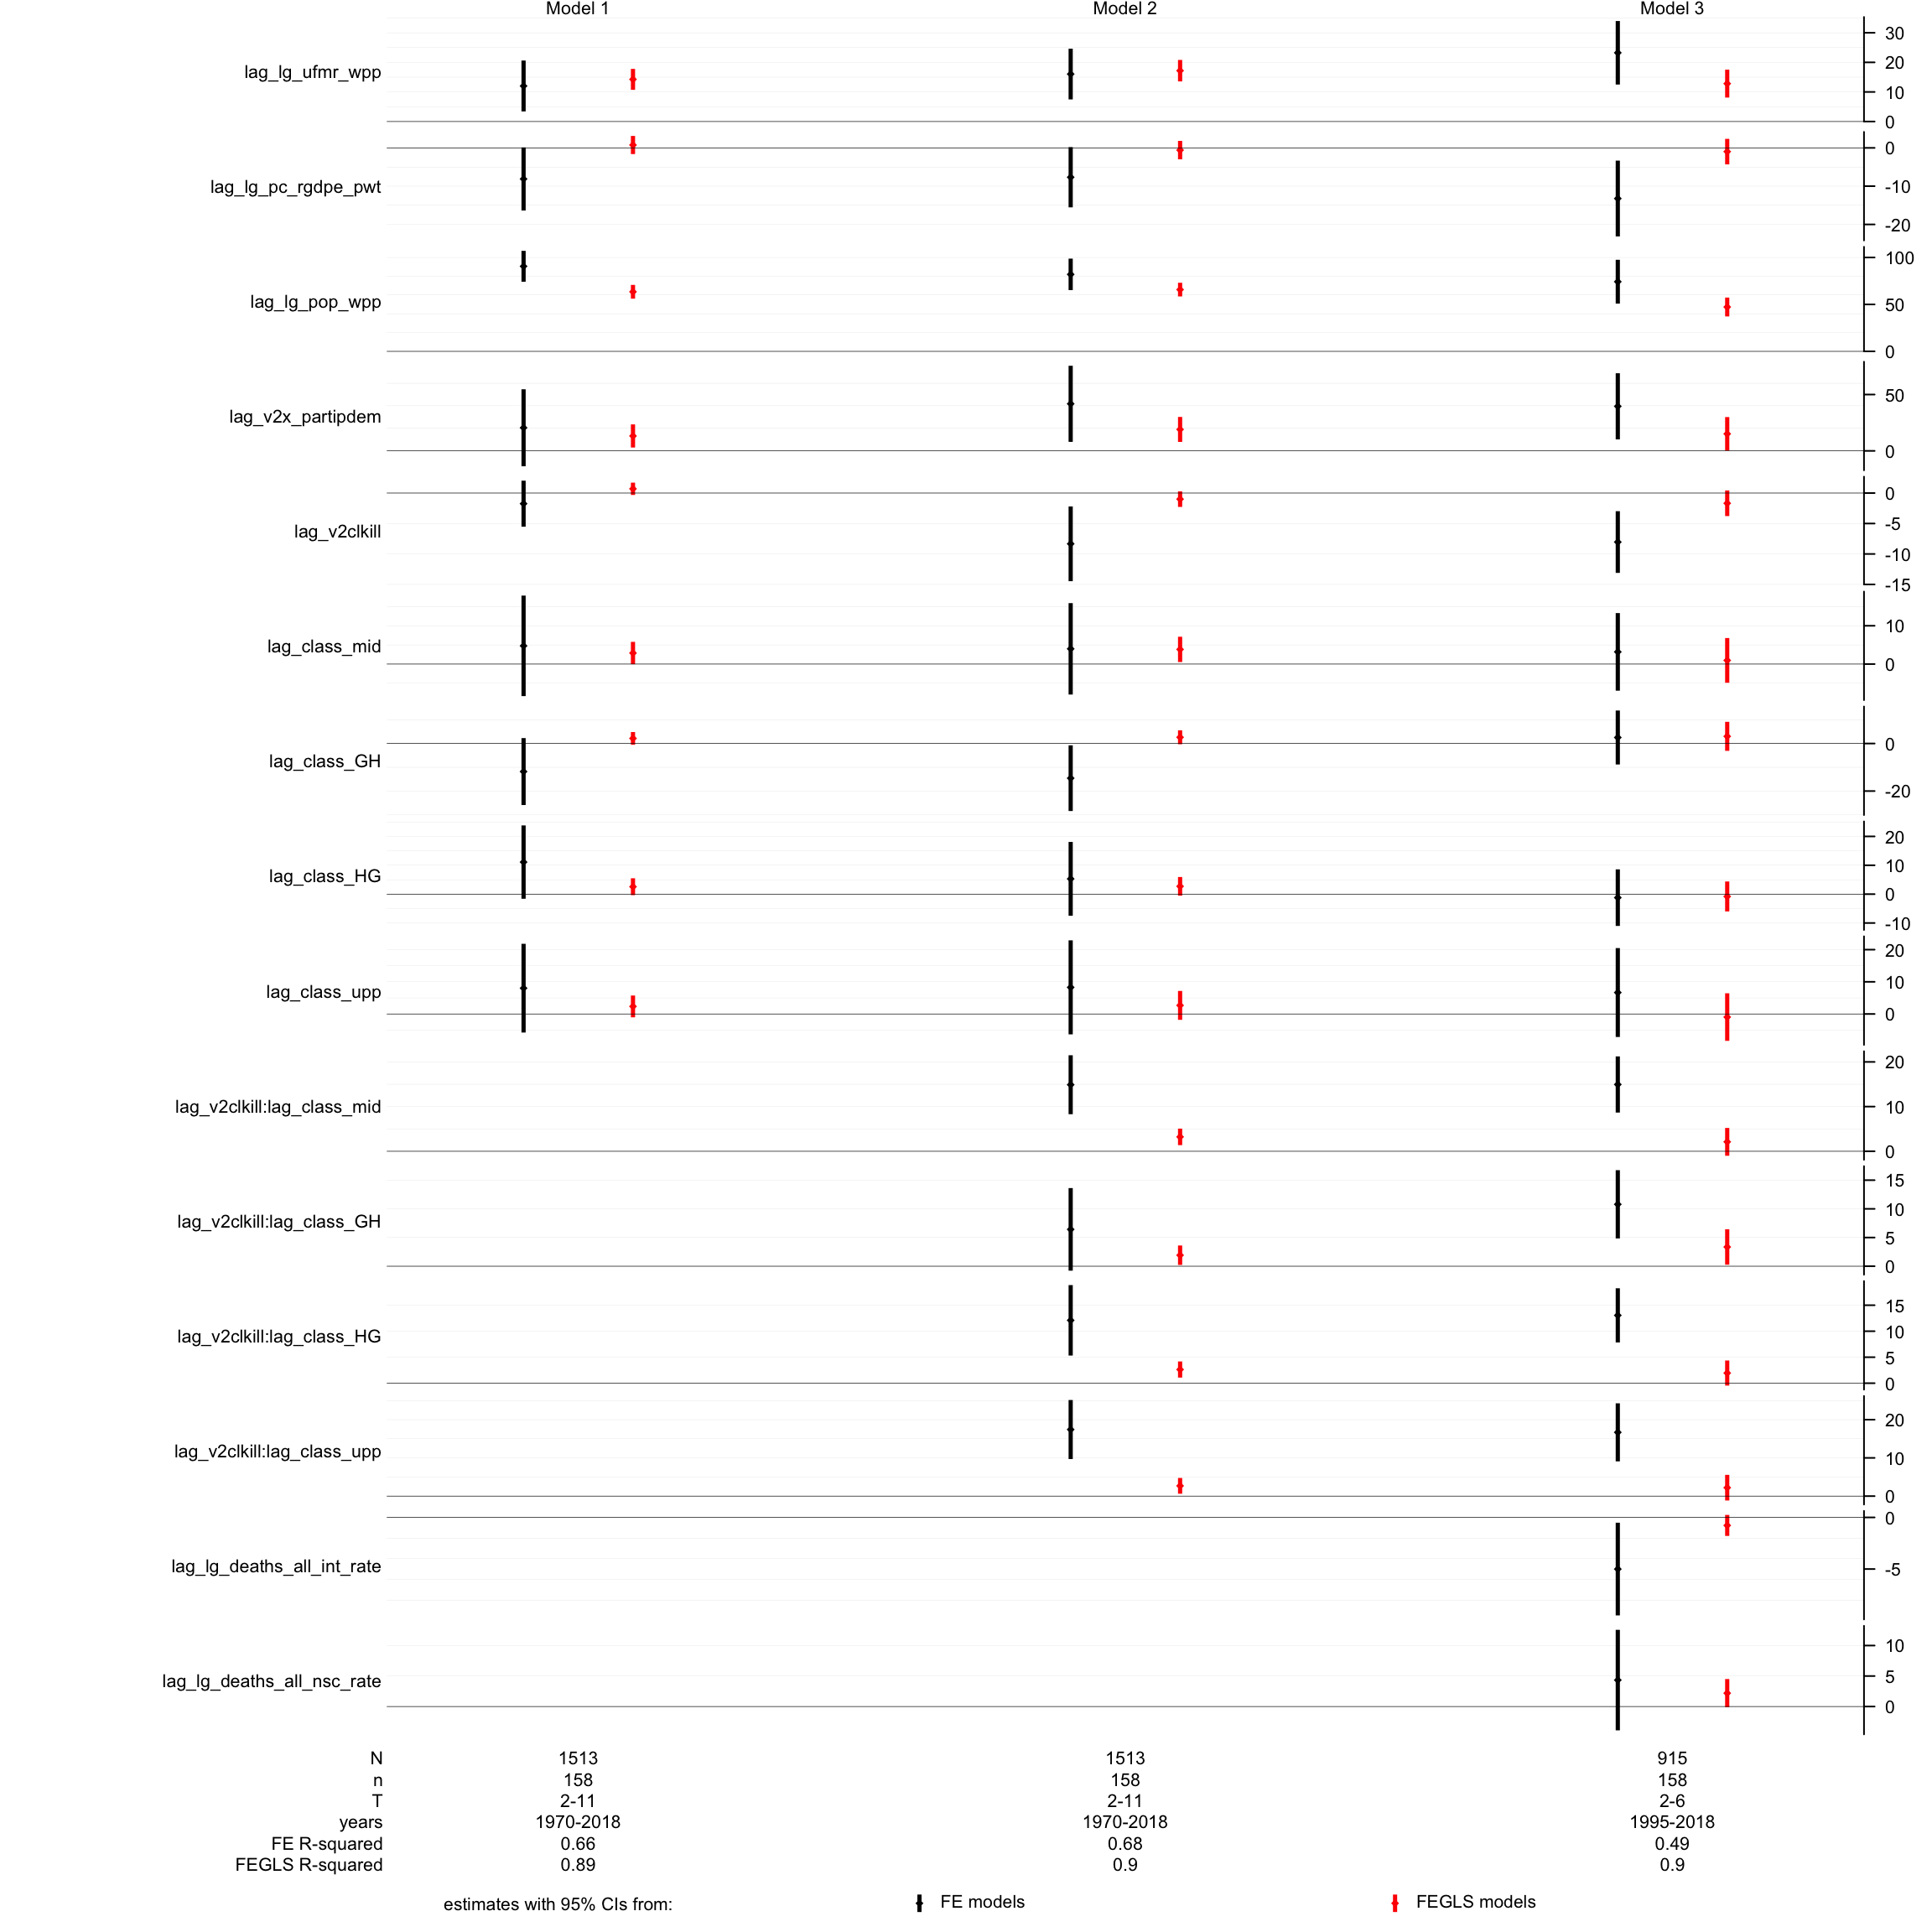 Model 1 Model 2 Model 3
lag_lg_ufmr_wpp
30
20
10
0
lag_lg_pc_rgdpe_pwt
0
-10
-20
lag_lg_pop_wpp
100
50
0
lag_v2x_partipdem
50
0
lag_v2clkill
0
-5
-10
-15
lag_class_mid
10
0
lag_class_GH
0
-20
lag_class_HG
20
10
0
-10
lag_class_upp
20
10
0
lag_v2clkill:lag_class_mid
20
10
0
lag_v2clkill:lag_class_GH
15
10
5
0
lag_v2clkill:lag_class_HG
15
10
5
0
lag_v2clkill:lag_class_upp
20
10
0
lag_lg_deaths_all_int_rate
0
-5
lag_lg_deaths_all_nsc_rate
10
5
0
N 1513 1513 915
n 158 158 158
T 2-11 2-11 2-6
years 1970-2018 1970-2018 1995-2018
FE R-squared 0.66 0.68 0.49
FEGLS R-squared 0.89 0.9 0.9
estimates with 95% CIs from: FE models FEGLS models